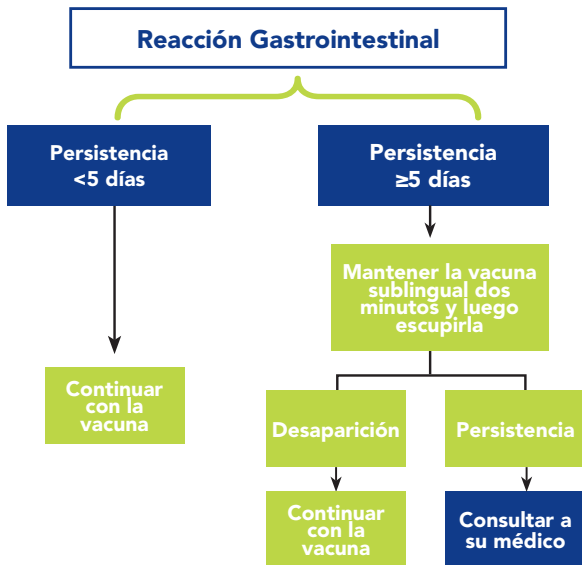 Reacción Gastrointestinal
Persistencia
<5 días
Persistencia
≥5 días
Mantener la vacuna
sublingual dos
minutos y luego
escupirla
Continuar
con la
vacuna
Desaparición
Persistencia
Continuar
con la
vacuna
Consultar a
su médico